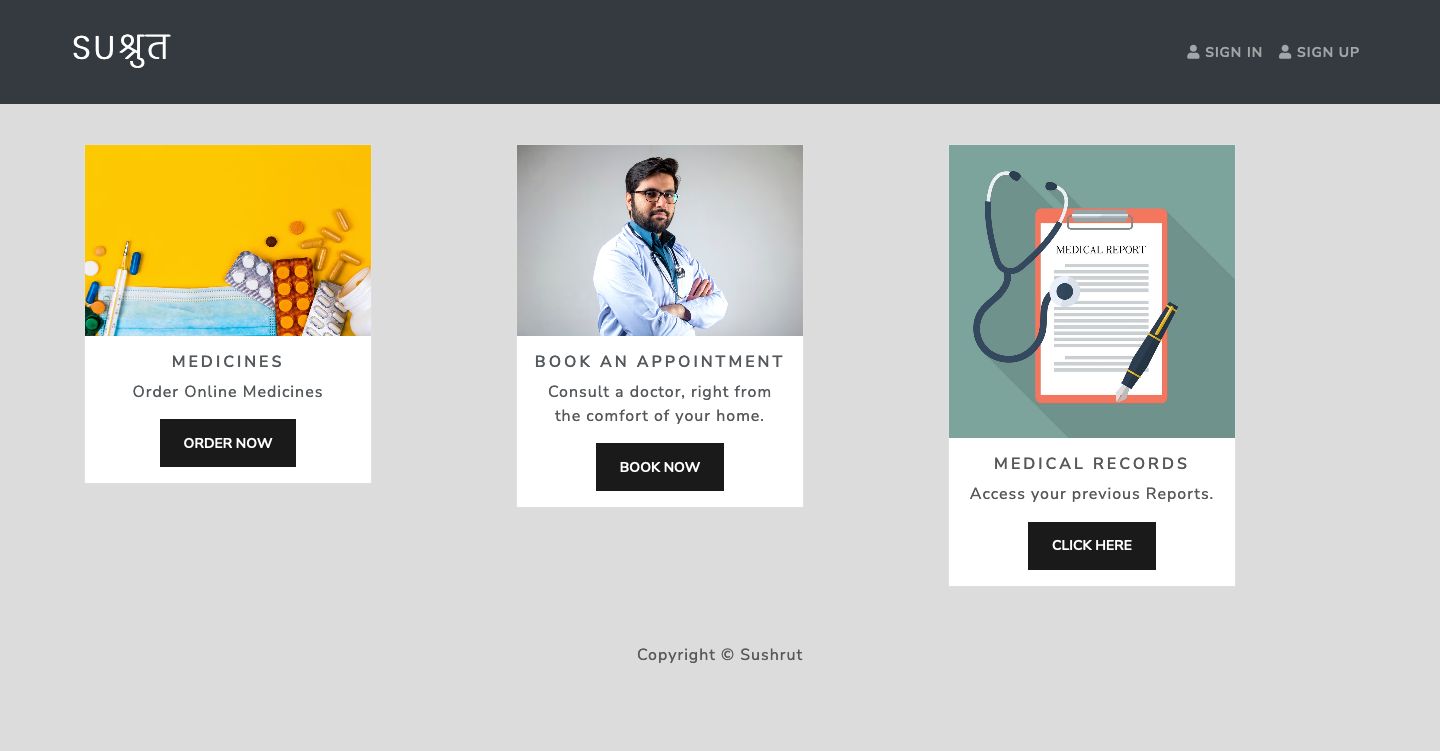 SUश्रुत
SIGN IN SIGN UP
MEDICINES
Order Online Medicines
ORDER NOW
BOOK AN APPOINTMENT
Consult a doctor, right from
the comfort of your home.
BOOK NOW
MEDICAL REPORT
MEDICAL RECORDS
Access your previous Reports.
CLICK HERE
Copyright © Sushrut